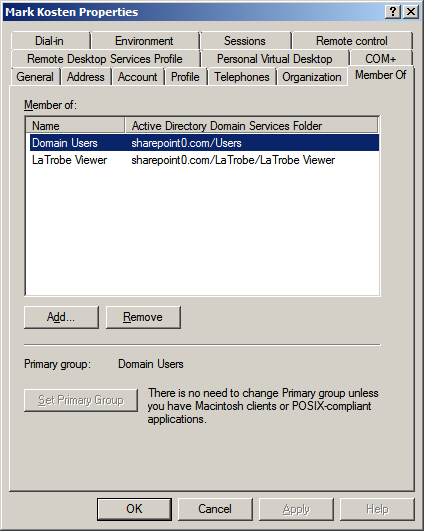 Mark Kosten Properties
Dial-in Environment Sessions Remote control
Remote Desktop Services Profile Personal Virtual Desktop COM+
General Address Account Profile Telephones Organization Member Of
Member of:
Name Active Directory Domain Services Folder
Domain Users sharepoint0.com/Users
LaTrobe Viewer sharepoint0.com/LaTrobe/LaTrobe Viewer
Add... Remove
Primary group: Domain Users
Set Primary Group
There is no need to change Primary group unless
you have Macintosh clients or POSIX-compliant
applications.
OK Cancel Apply Help